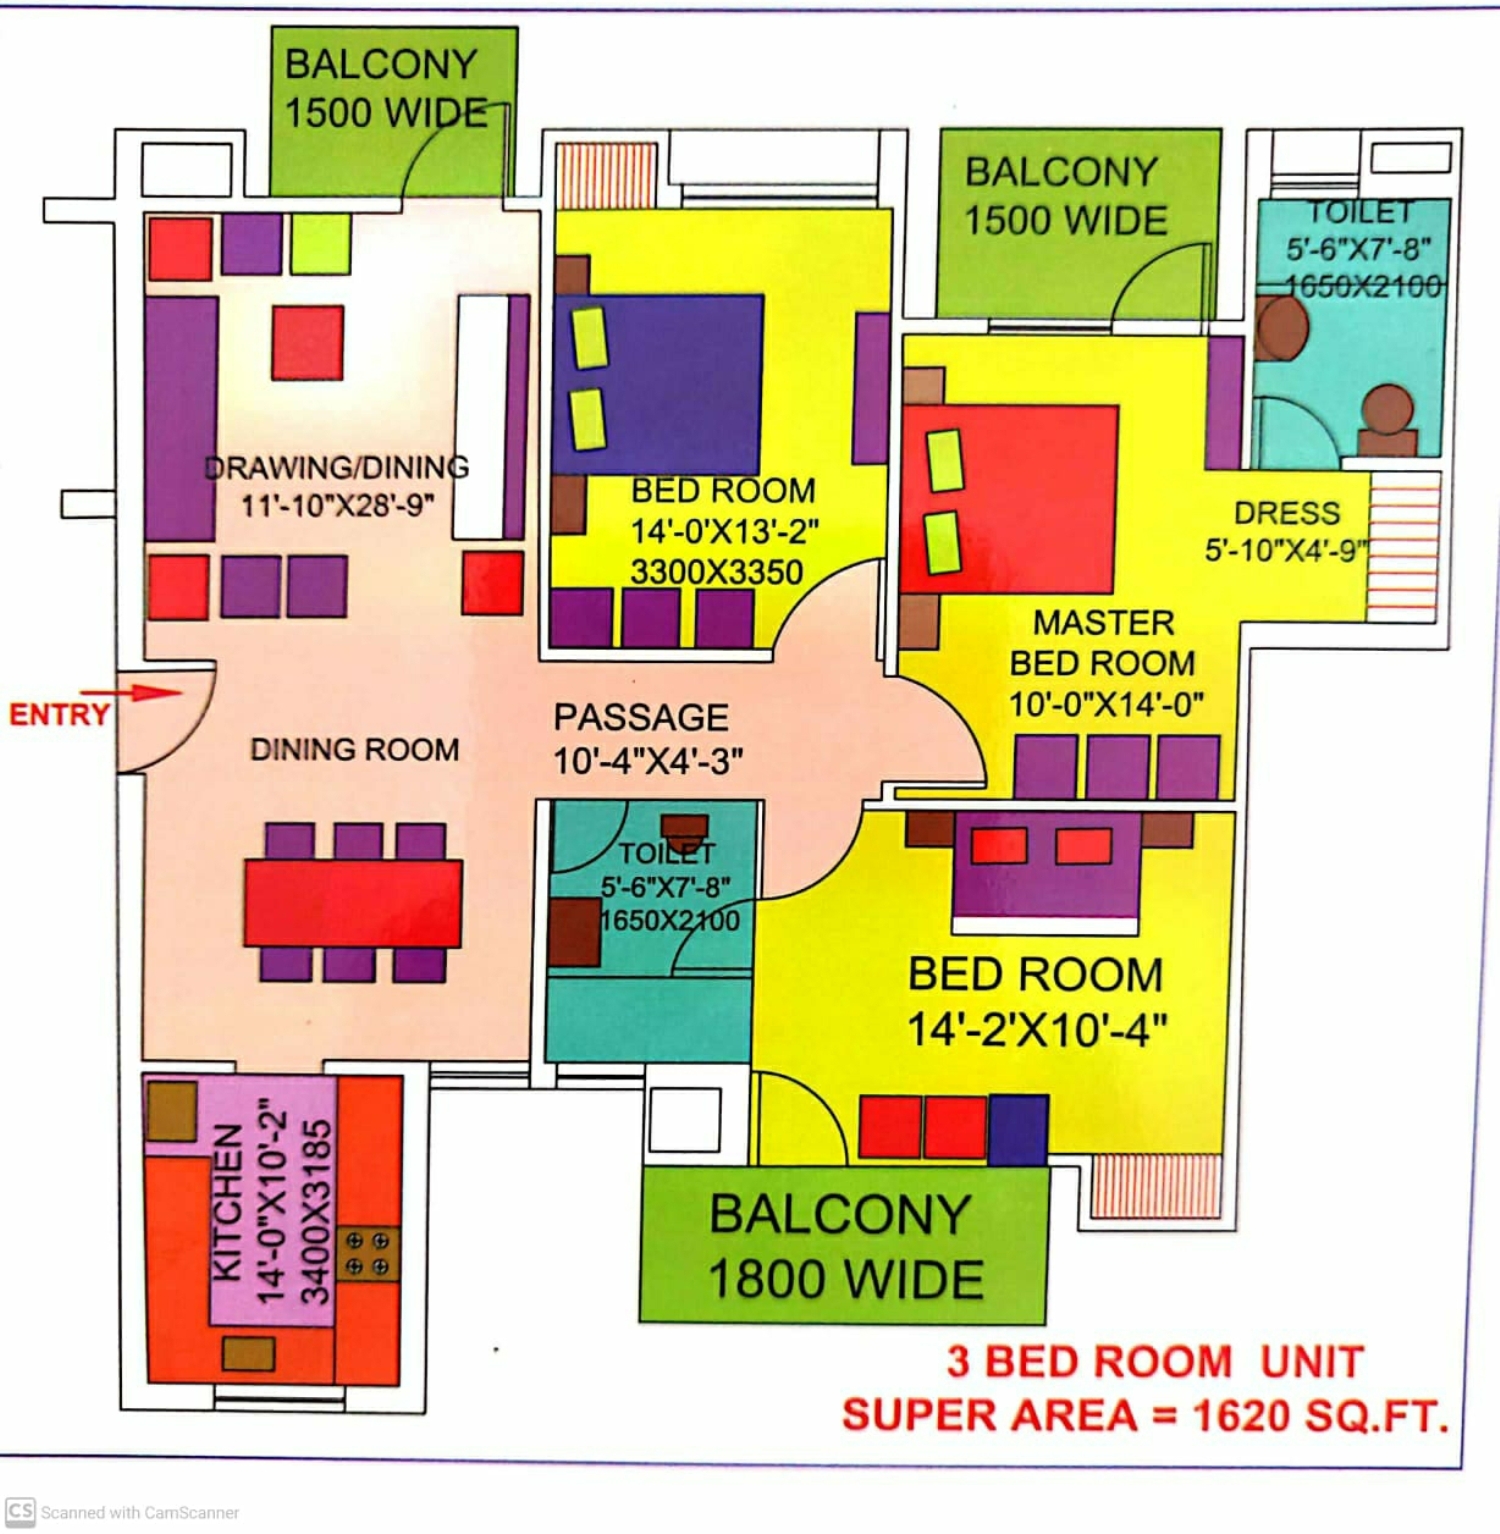 BALCONY
1500 WIDE
BALCONY
1500 WIDE
TOILET
5'-6"X7'-8"
1650X2100
DRAWING/DINING
11'-10"X28'-9"
BED ROOM
14'-0'X13'-2"
3300X3350
DRESS
5'-10"X4'-9"
MASTER
BED ROOM
10'-0"X14'-0"
ENTRY
DINING ROOM
PASSAGE
10'-4"X4'-3"
TOILET
5'-6"X7'-8"
1650X2100
BED ROOM
14'-2'X10'-4"
KITCHEN
14'-0"X10'-2"
3400X3185
BALCONY
1800 WIDE
3 BED ROOM UNIT
SUPER AREA = 1620 SQ.FT.
CS Scanned with CamScanner